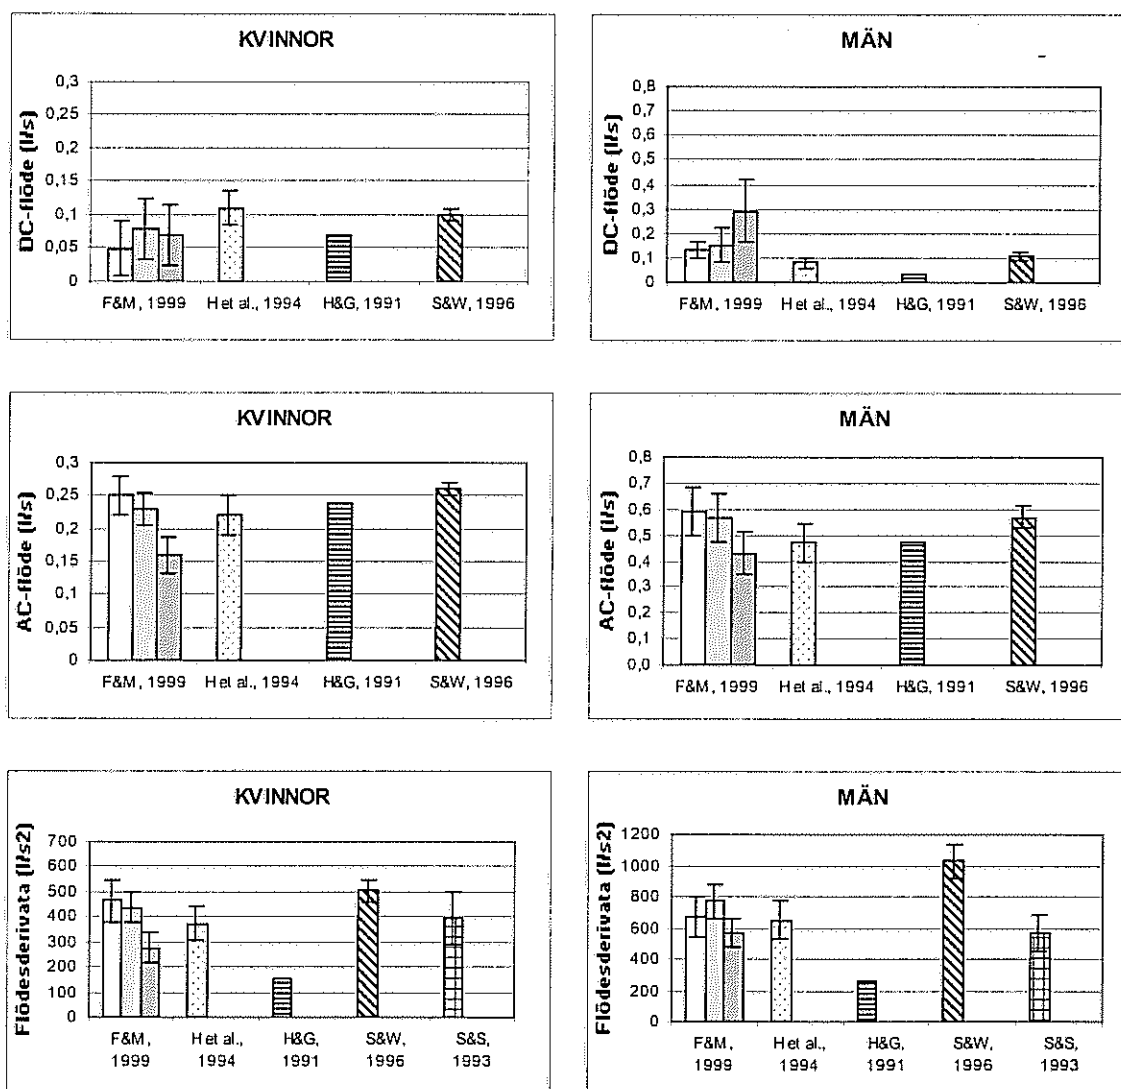 KVINNOR
DC-flöde (l/s)
0,3
0,25
0,2
0,15
0,1
0,05
0
F&M, 1999 H et al., 1994 H&G, 1991 S&W, 1996
MÄN
DC-flöde (l/s)
0,8
0,7
0,6
0,5
0,4
0,3
0,2
0,1
0,0
F&M, 1999 H et al., 1994 H&G, 1991 S&W, 1996
KVINNOR
AC-flöde (l/s)
0,3
0,25
0,2
0,15
0,1
0,05
0
F&M, 1999 H et al., 1994 H&G, 1991 S&W, 1996
MÄN
AC-flöde (l/s)
0,8
0,7
0,6
0,5
0,4
0,3
0,2
0,1
0,0
F&M, 1999 H et al., 1994 H&G, 1991 S&W, 1996
KVINNOR
Flödesderivata (l/s2)
700
600
500
400
300
200
100
0
F&M, H et al., H&G, S&W, S&S,
1999 1994 1991 1996 1993
MÄN
Flödesderivata (l/s2)
1200
1000
800
600
400
200
0
F&M, H et al., H&G, S&W, S&S,
1999 1994 1991 1996 1993